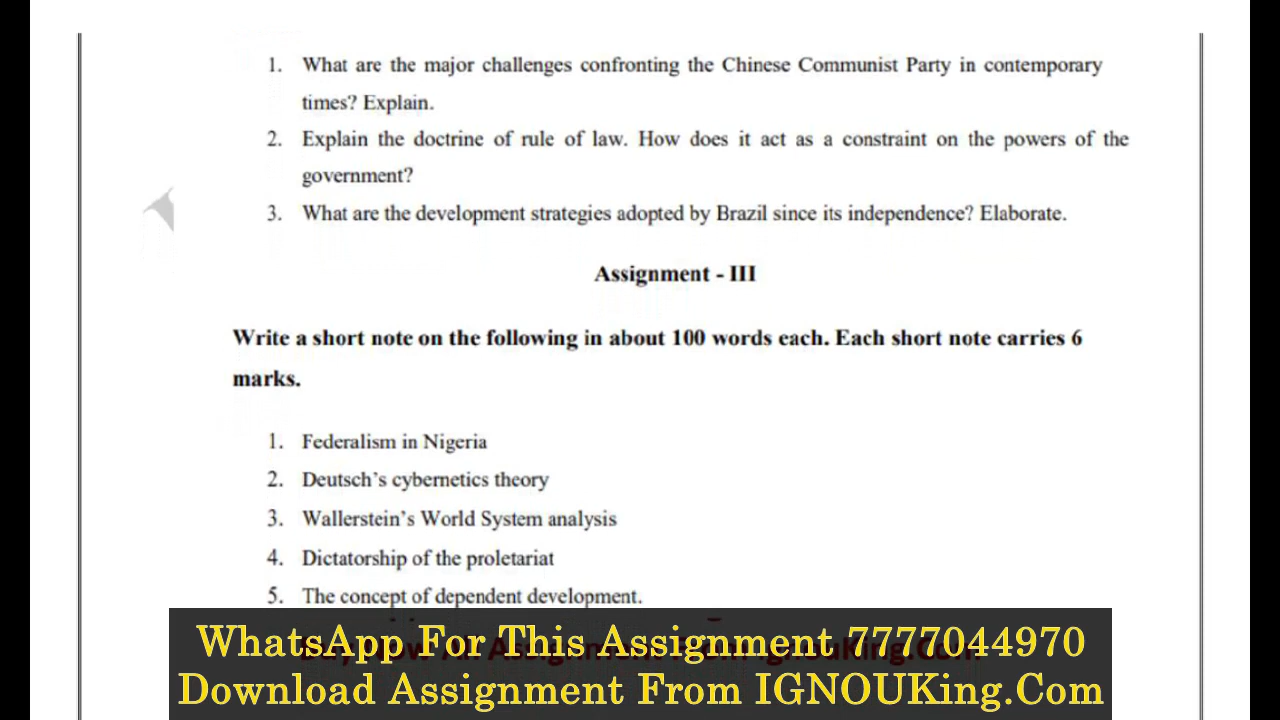 1. What are the major challenges confronting the Chinese Communist Party in contemporary
times? Explain.
2. Explain the doctrine of rule of law. How does it act as a constraint on the powers of the
government?
3. What are the development strategies adopted by Brazil since its independence? Elaborate.
Assignment - III
Write a short note on the following in about 100 words each. Each short note carries 6
marks.
1. Federalism in Nigeria
2. Deutsch's cybernetics theory
3. Wallerstein's World System analysis
4. Dictatorship of the proletariat
5. The concept of dependent development.
WhatsApp For This Assignment 7777044970
Download Assignment From IGNOUKing.Com